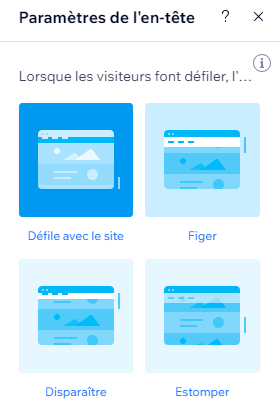 Paramètres de l'en-tête
Lorsque les visiteurs font défiler, l'...
Défile avec le site
Figer
Disparaître
Estomper